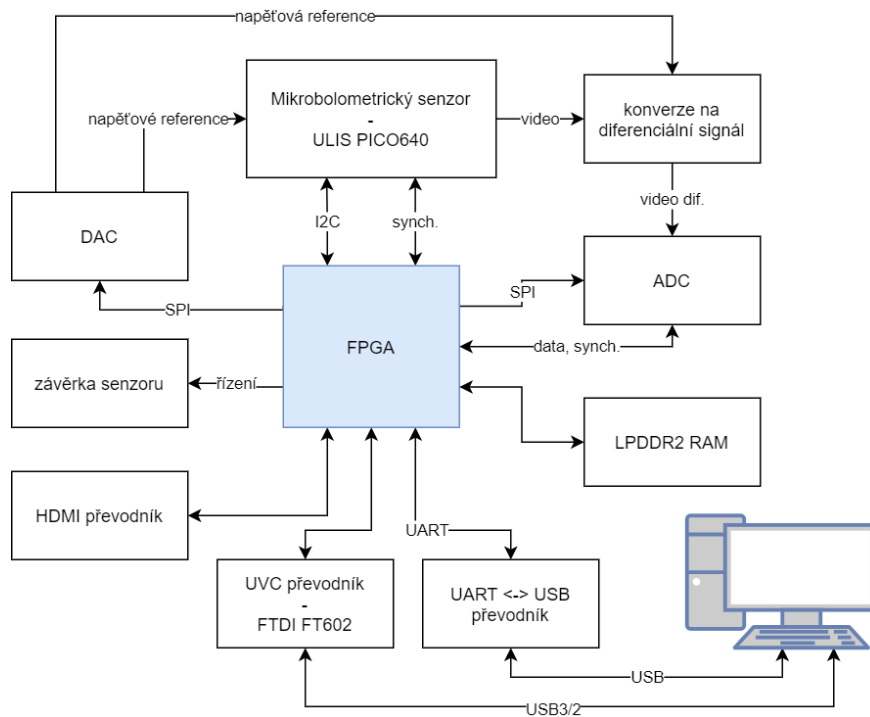 napěťová reference
Mikrobolometrický senzor
-
ULIS PICO640
napěťové reference
video
konverze na
diferenciální signál
DAC
I2C
synch.
video dif.
ADC
SPI
SPI
FPGA
data, synch.
závěrka senzoru
řízení
LPDDR2 RAM
HDMI převodník
UART
UVC převodník
-
FTDI FT602
UART <-> USB
převodník
USB
USB3/2